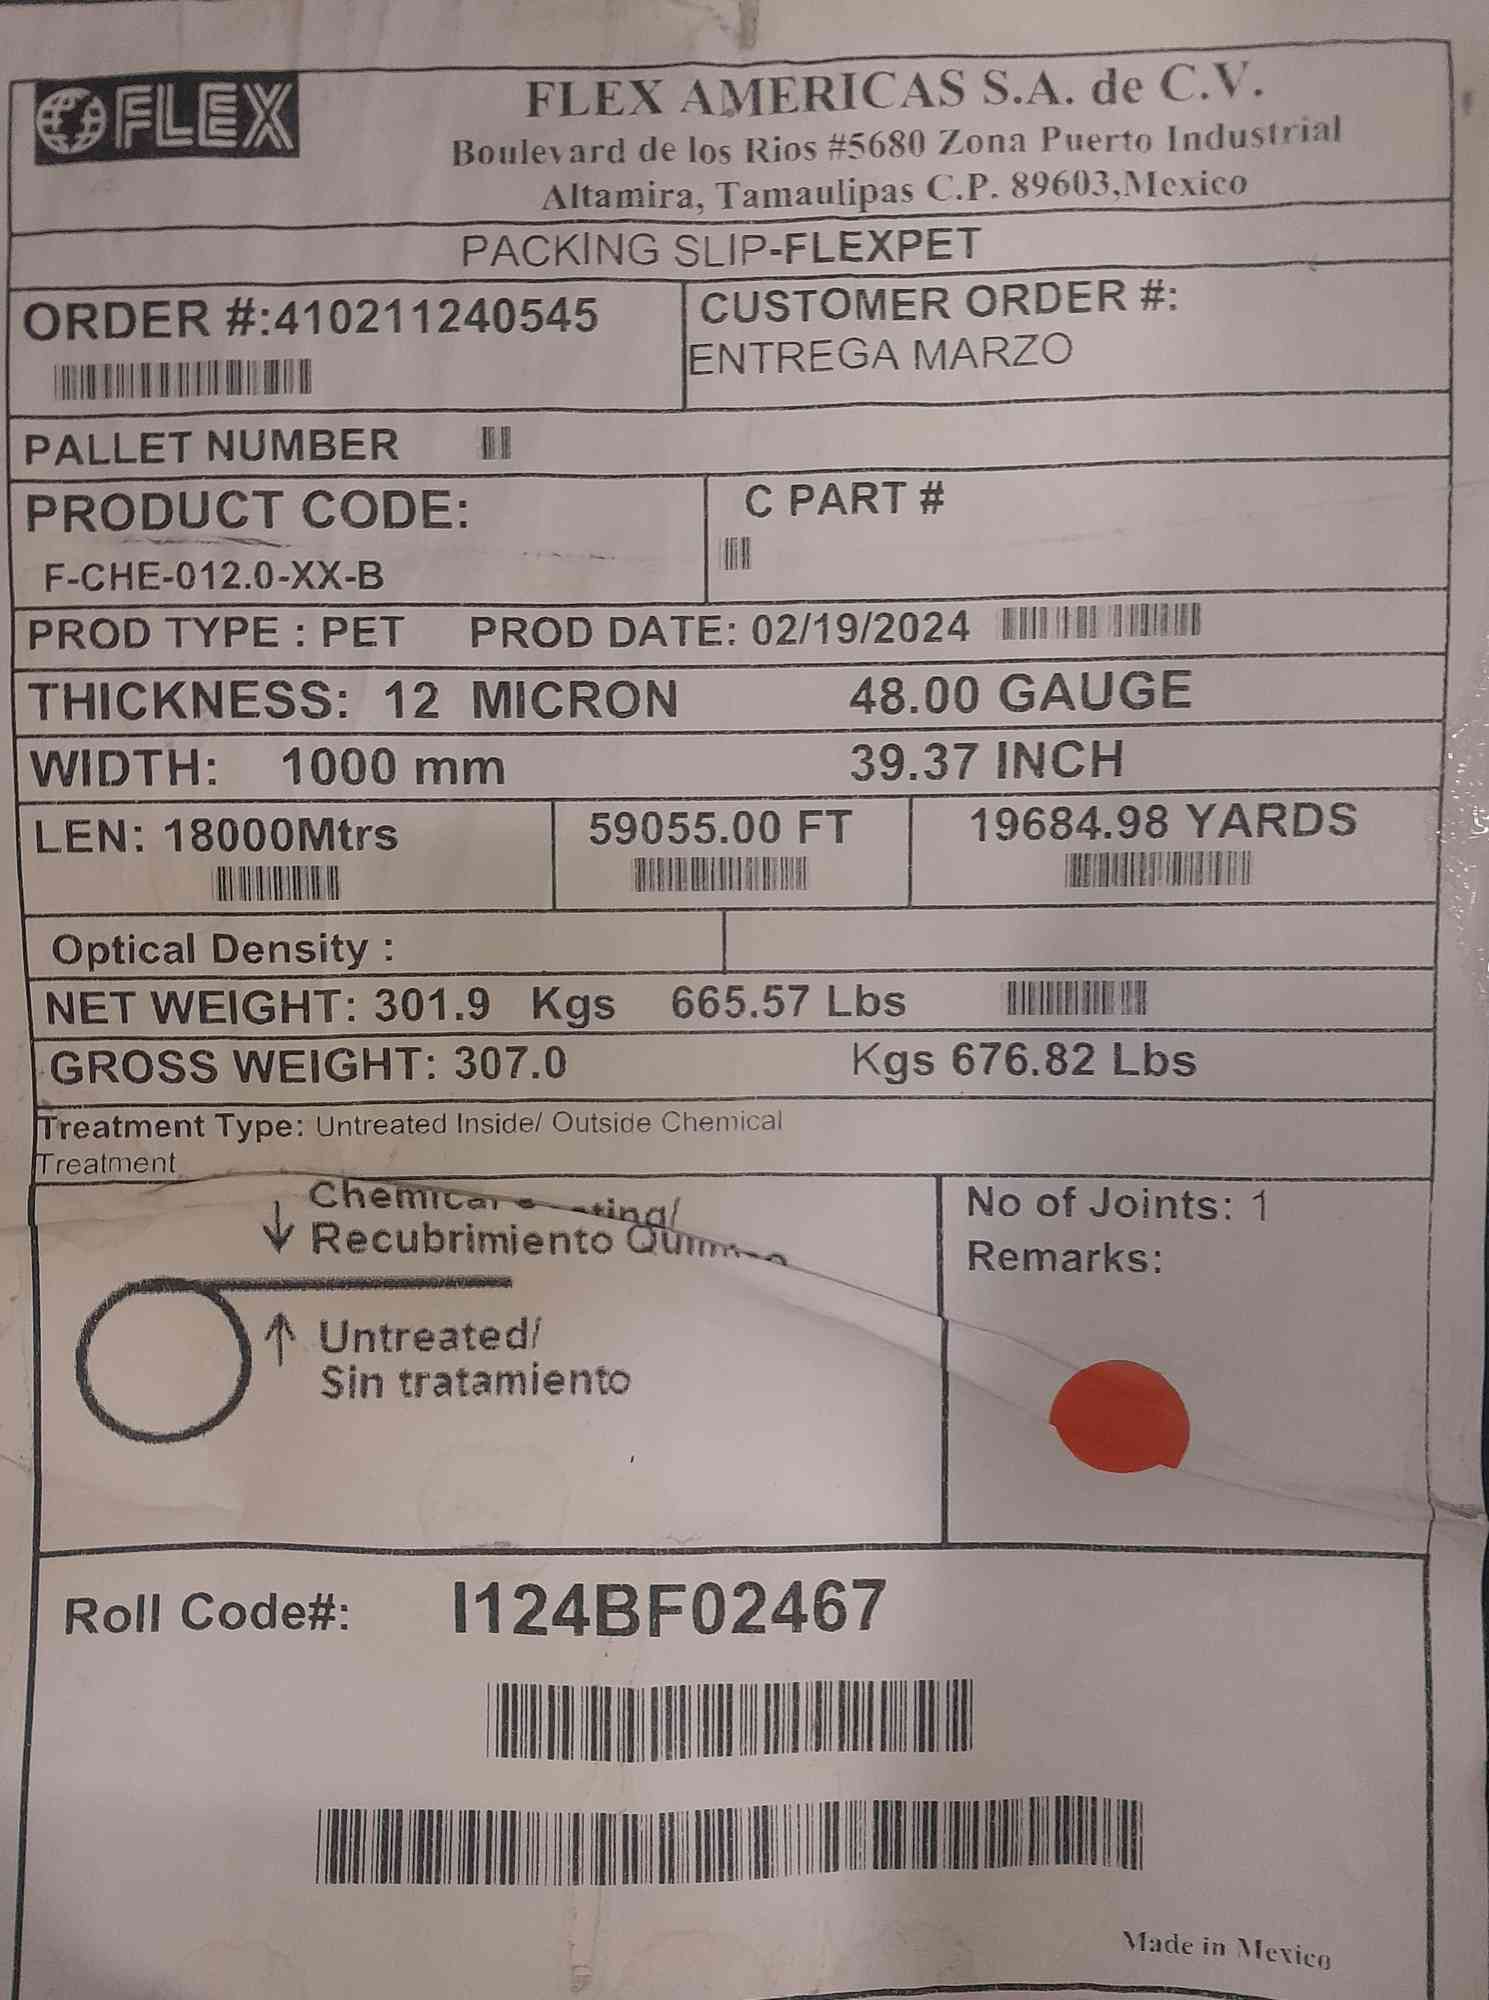 FLEX
FLEX AMERICAS S.A. de C.V.
Boulevard de los Rios #5680 Zona Puerto Industrial
Altamira, Tamaulipas C.P. 89603,Mexico
PACKING SLIP-FLEXPET
ORDER #:410211240545
CUSTOMER ORDER #:
ENTREGA MARZO
PALLET NUMBER
PRODUCT CODE:
C PART #
F-CHE-012.0-XX-B
PROD TYPE : PET PROD DATE: 02/19/2024
THICKNESS: 12 MICRON 48.00 GAUGE
WIDTH: 1000 mm 39.37 INCH
LEN: 18000Mtrs 59055.00 FT 19684.98 YARDS
Optical Density :
NET WEIGHT: 301.9 Kgs 665.57 Lbs
GROSS WEIGHT: 307.0 Kgs 676.82 Lbs
Treatment Type: Untreated Inside/ Outside Chemical
Treatment
↓ Chemical
Recubrimiento
↑ Untreated/
Sin tratamiento
No of Joints: 1
Remarks:
Roll Code#: I124BF02467
Made in Mexico